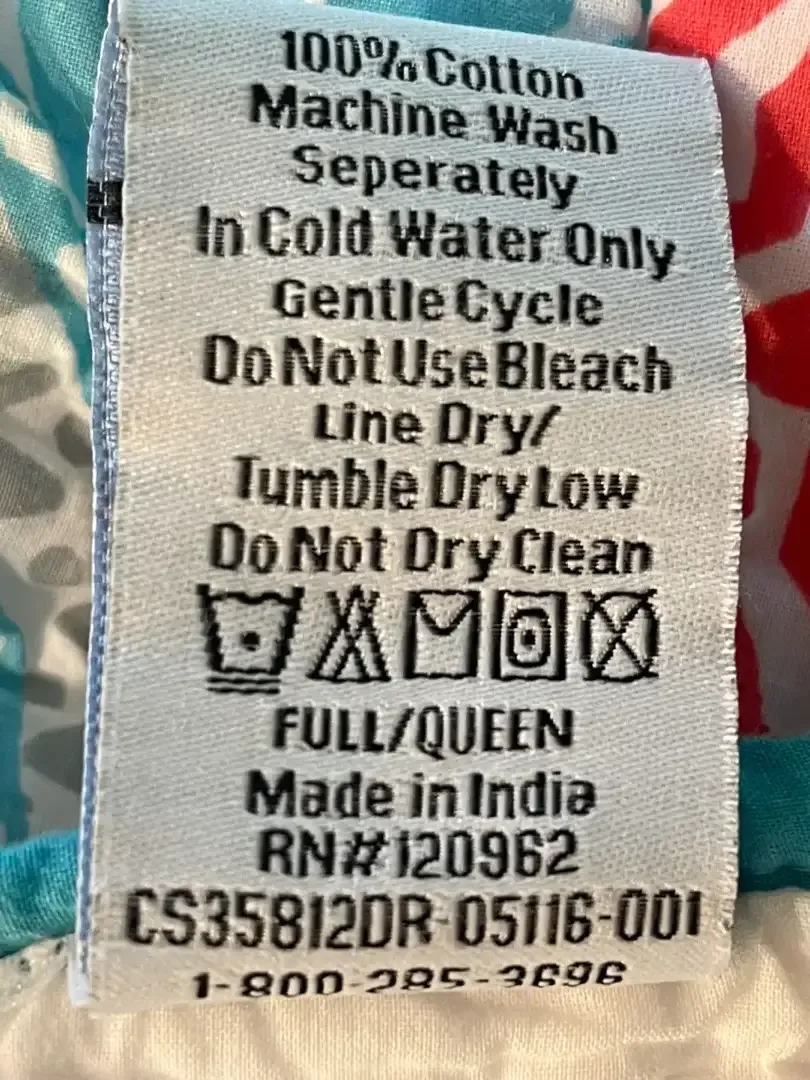 100% Cotton
Machine Wash
Seperately
In Cold Water Only
Gentle Cycle
Do Not Use Bleach
Line Dry/
Tumble Dry Low
Do Not Dry Clean
FULL/QUEEN
Made in India
RN#120962
CS35812DR-05116-001
1-800-285-3696